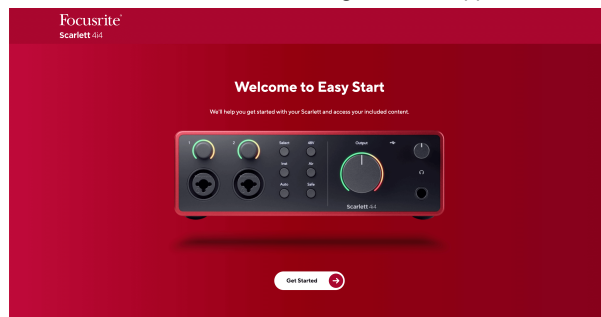 Focusrite®
Scarlett 4i4
Welcome to Easy Start
We'll help you get started with your Scarlett and access your included content.
1 2 Select 48V Output
Inst Air
Auto Safe
Scarlett 4i4
Get Started